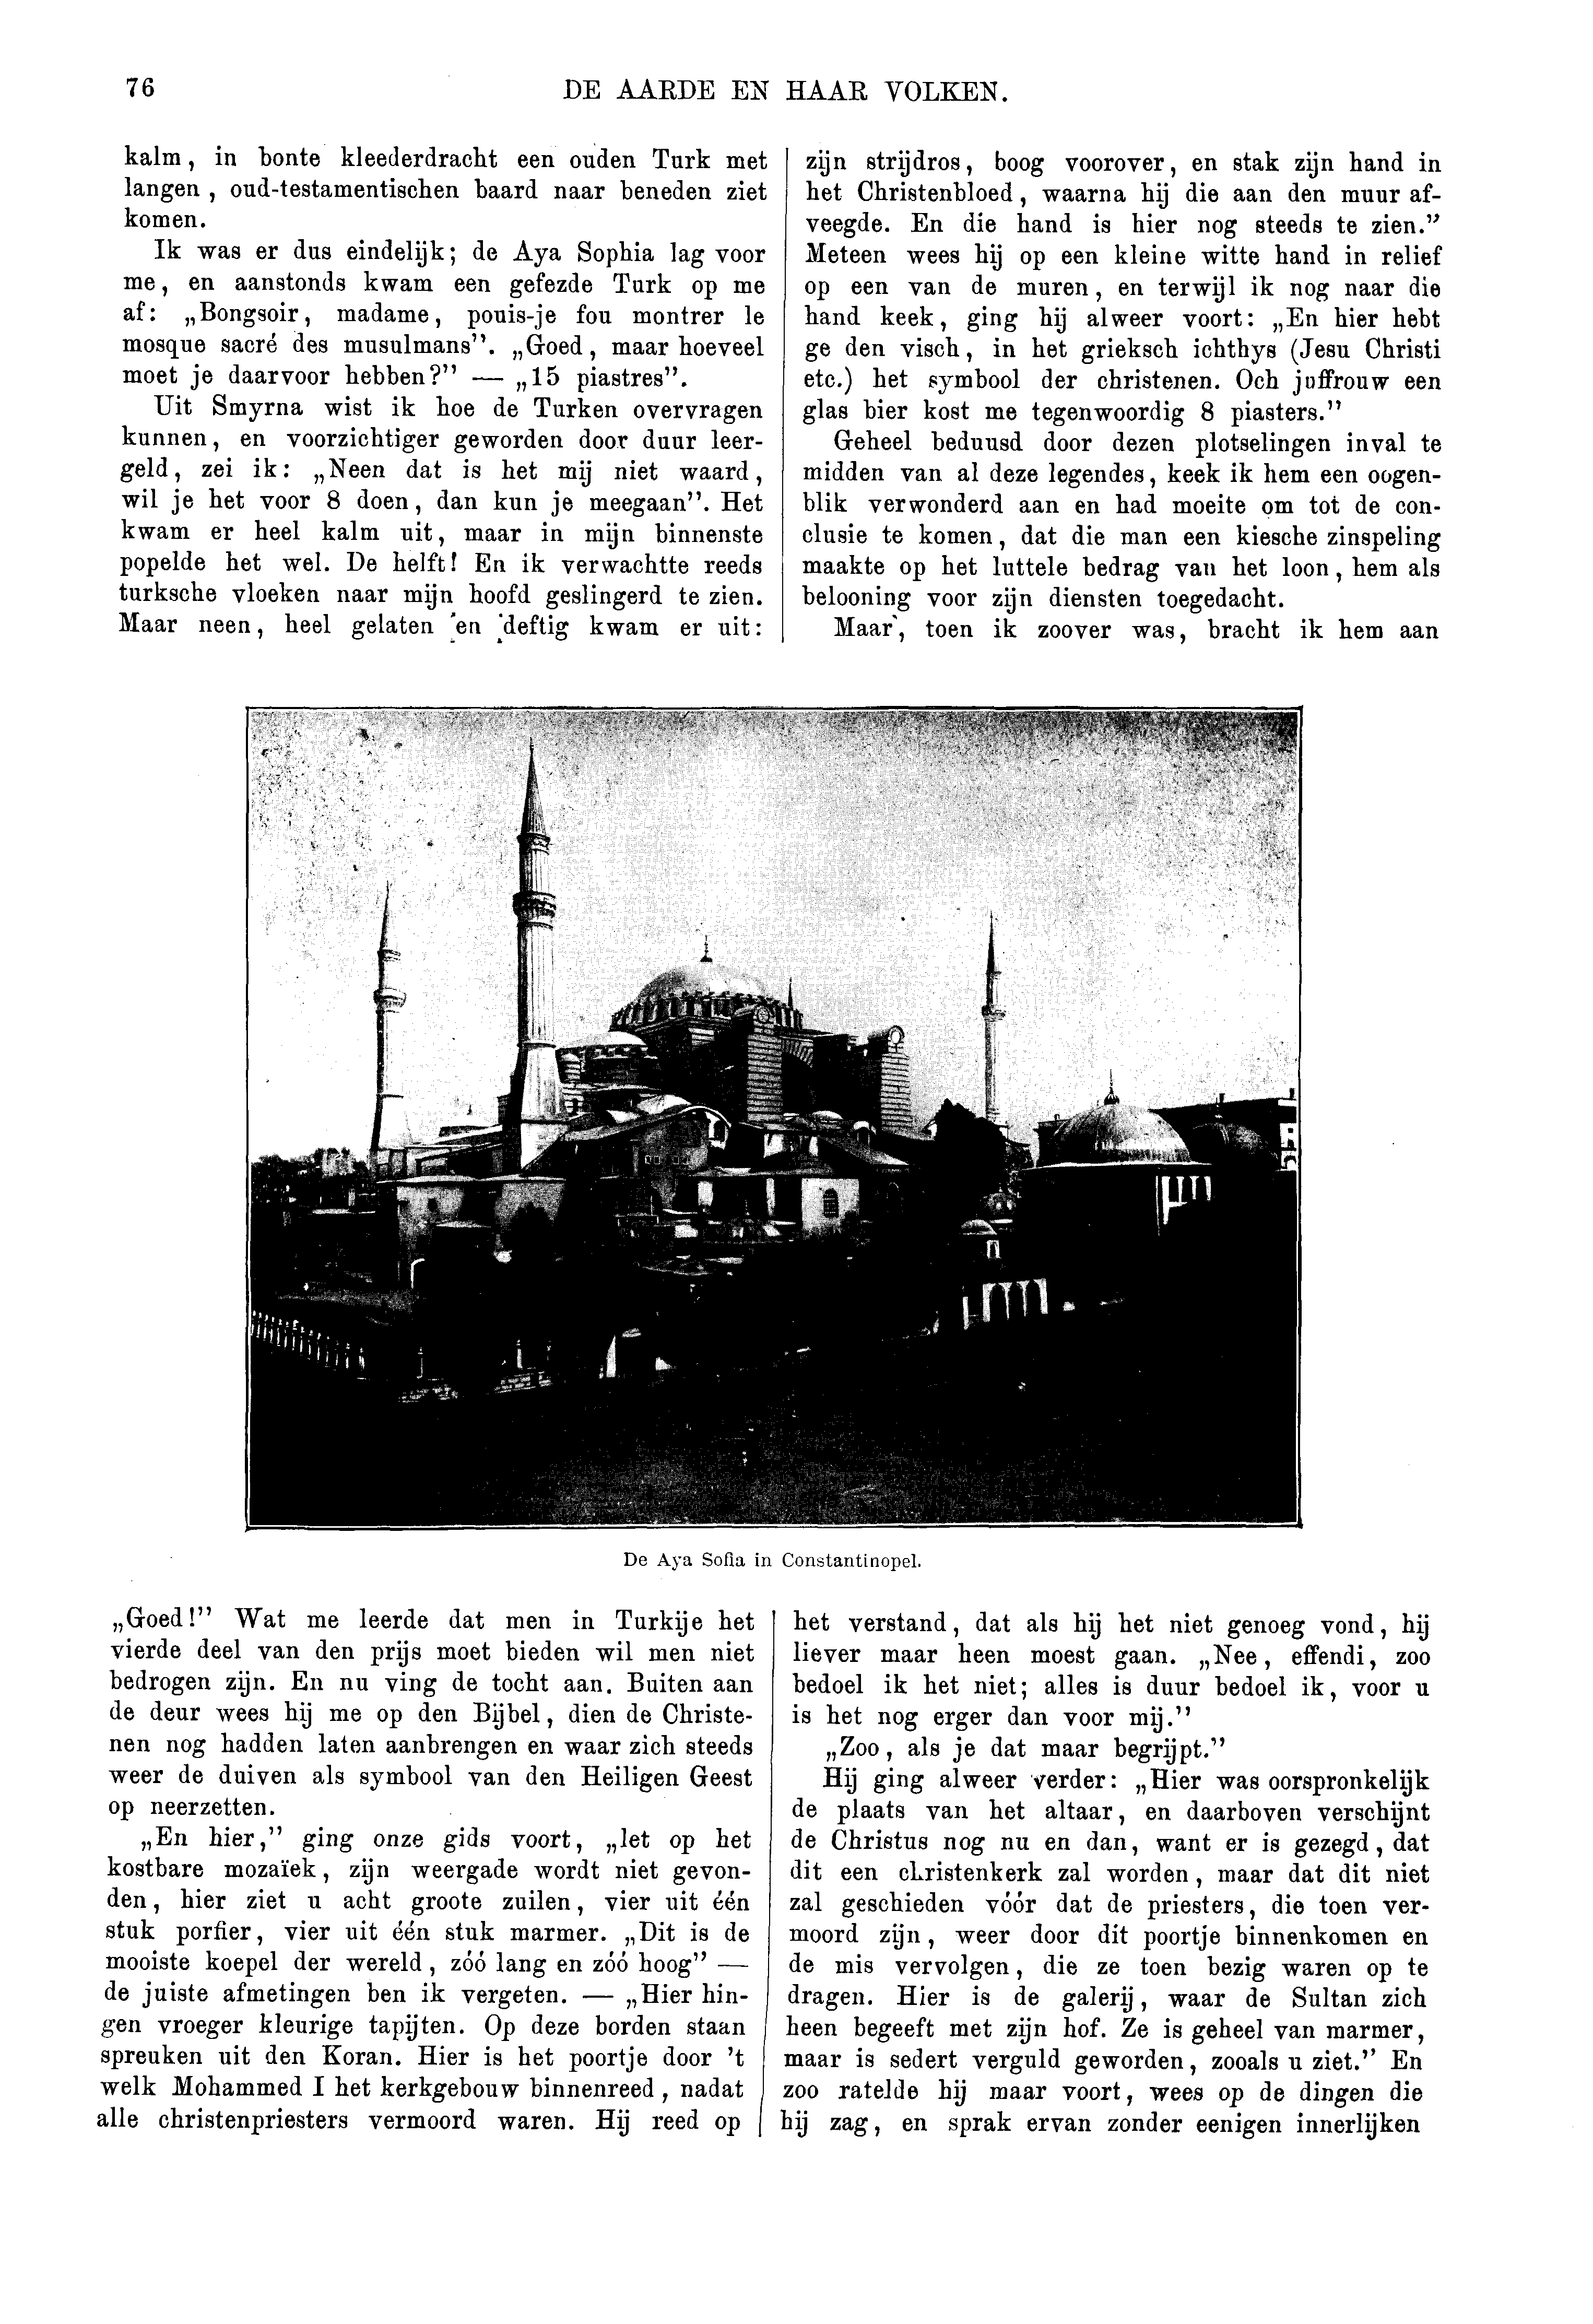 76
DE AARDE EN HAAR VOLKEN.
kalm, in bonte kleederdracht een ouden Turk met
langen, oud-testamentischen baard naar beneden ziet
komen.
Ik was er dus eindelijk; de Aya Sophia lag voor
me, en aanstonds kwam een gefezde Turk op me
af: „Bongsoir, madame, pouis-je fou montrer le
mosque sacré des musulmans”. „Goed, maar hoeveel
moet je daarvoor hebben?” — „15 piastres”.
Uit Smyrna wist ik hoe de Turken overvragen
kunnen, en voorzichtiger geworden door duur leer-
geld, zei ik: „Neen dat is het mij niet waard,
wil je het voor 8 doen, dan kun je meegaan”. Het
kwam er heel kalm uit, maar in mijn binnenste
popelde het wel. De helft! En ik verwachtte reeds
turksche vloeken naar mijn hoofd geslingerd te zien.
Maar neen, heel gelaten en deftig kwam er uit:
zijn strijdros, boog voorover, en stak zijn hand in
het Christenbloed, waarna hij die aan den muur af-
veegde. En die hand is hier nog steeds te zien.”
Meteen wees hij op een kleine witte hand in relief
op een van de muren, en terwijl ik nog naar die
hand keek, ging hij alweer voort: „En hier hebt
ge den visch, in het grieksch ichthys (Jesu Christi
etc.) het symbool der christenen. Och juffrouw een
glas bier kost me tegenwoordig 8 piasters.”
Geheel beduusd door dezen plotselingen inval te
midden van al deze legendes, keek ik hem een oogen-
blik verwonderd aan en had moeite om tot de con-
clusie te komen, dat die man een kiesche zinspeling
maakte op het luttele bedrag van het loon, hem als
belooning voor zijn diensten toegedacht.
Maar, toen ik zoover was, bracht ik hem aan
De Aya Sofia in Constantinopel.
„Goed!” Wat me leerde dat men in Turkije het
vierde deel van den prijs moet bieden wil men niet
bedrogen zijn. En nu ving de tocht aan. Buiten aan
de deur wees hij me op den Bijbel, dien de Christe-
nen nog hadden laten aanbrengen en waar zich steeds
weer de duiven als symbool van den Heiligen Geest
op neerzetten.
„En hier,” ging onze gids voort, „let op het
kostbare mozaïek, zijn weergade wordt niet gevon-
den, hier ziet u acht groote zuilen, vier uit één
stuk porfier, vier uit één stuk marmer. „Dit is de
mooiste koepel der wereld, zóó lang en zóó hoog” —
de juiste afmetingen ben ik vergeten. — „Hier hin-
gen vroeger kleurige tapijten. Op deze borden staan
spreuken uit den Koran. Hier is het poortje door 't
welk Mohammed I het kerkgebouw binnenreed, nadat
alle christenpriesters vermoord waren. Hij reed op
het verstand, dat als hij het niet genoeg vond, hij
liever maar heen moest gaan. „Nee, effendi, zoo
bedoel ik het niet; alles is duur bedoel ik, voor u
is het nog erger dan voor mij.”
„Zoo, als je dat maar begrijpt.”
Hij ging alweer verder: „Hier was oorspronkelijk
de plaats van het altaar, en daarboven verschijnt
de Christus nog nu en dan, want er is gezegd, dat
dit een christenkerk zal worden, maar dat dit niet
zal geschieden vóór dat de priesters, die toen ver-
moord zijn, weer door dit poortje binnenkomen en
de mis vervolgen, die ze toen bezig waren op te
dragen. Hier is de galerij, waar de Sultan zich
heen begeeft met zijn hof. Ze is geheel van marmer,
maar is sedert verguld geworden, zooals u ziet.” En
zoo ratelde hij maar voort, wees op de dingen die
hij zag, en sprak ervan zonder eenigen innerlijken